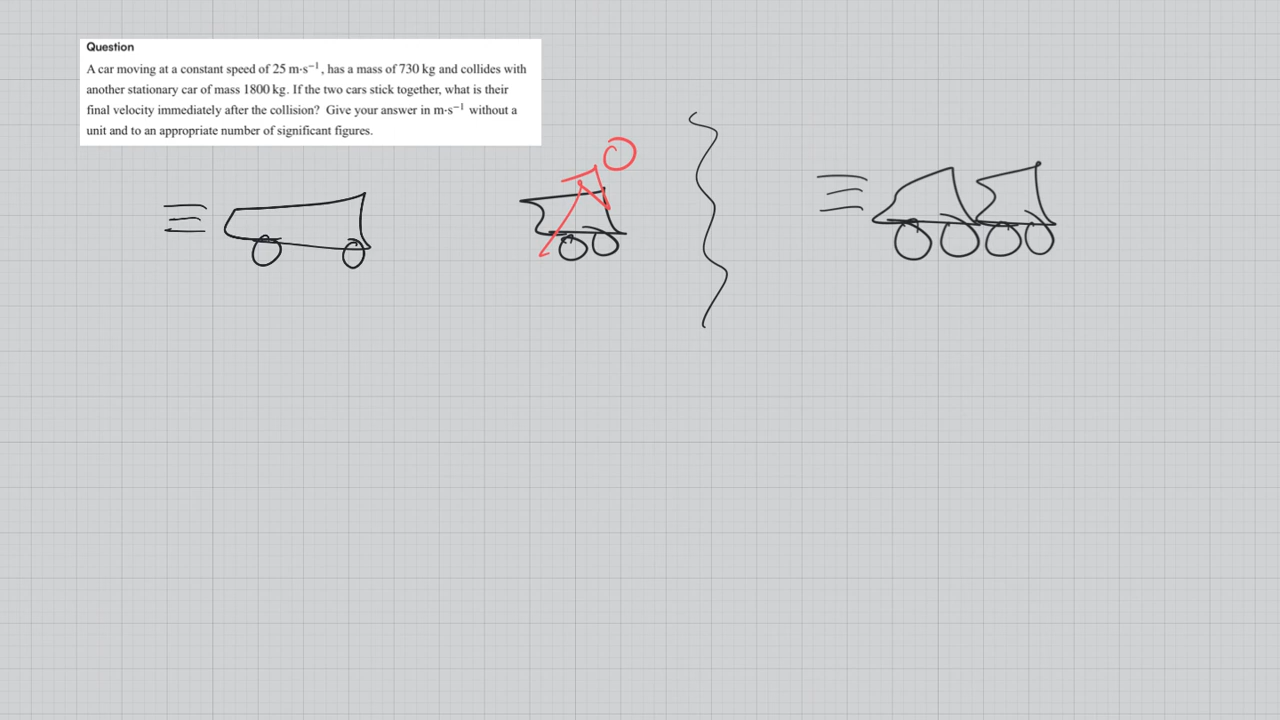 Question
A car moving at a constant speed of 25 m·s⁻¹, has a mass of 730 kg and collides with
another stationary car of mass 1800 kg. If the two cars stick together, what is their
final velocity immediately after the collision? Give your answer in m·s⁻¹ without a
unit and to an appropriate number of significant figures.